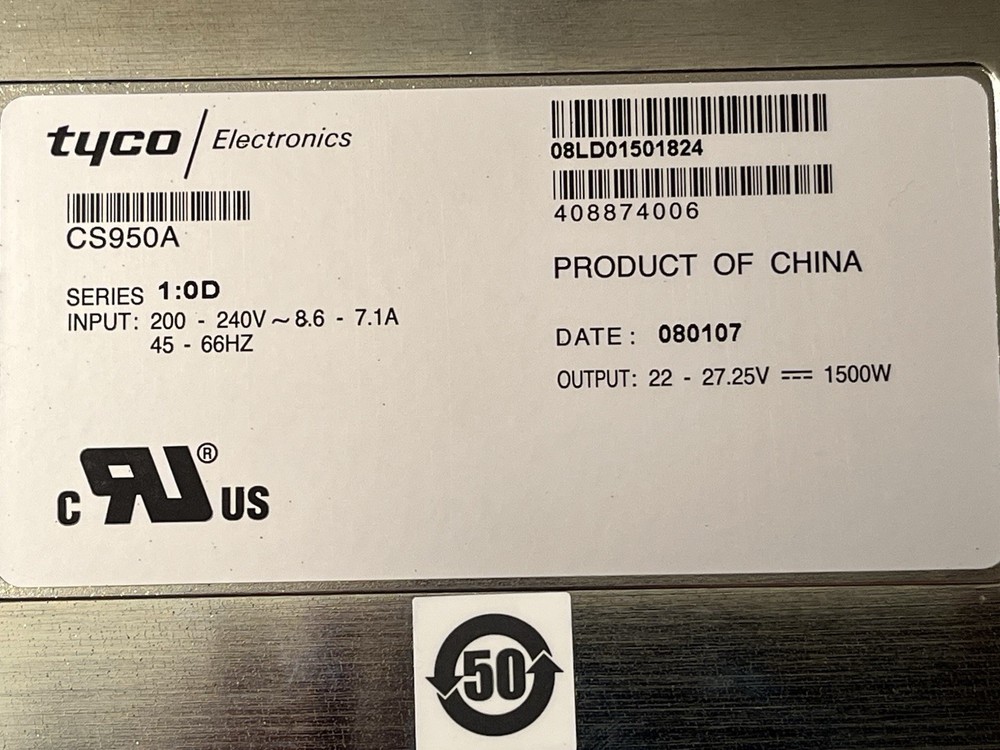 tyco / Electronics
CS950A
SERIES 1:0D
INPUT: 200 - 240V ~ 8.6 - 7.1A
45 - 66HZ
08LD01501824
408874006
PRODUCT OF CHINA
DATE: 080107
OUTPUT: 22 - 27.25V ⎓ 1500W
c RU ® US
50